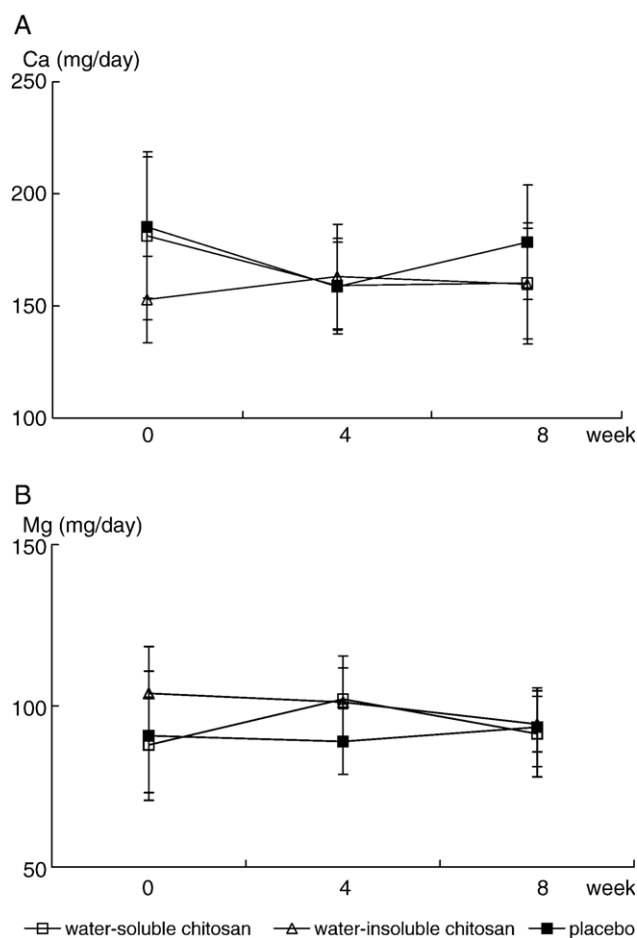 A
Ca (mg/day)
250
200
150
100
0 4 8 week
B
Mg (mg/day)
150
100
50
0 4 8 week
water-soluble chitosan water-insoluble chitosan placebo